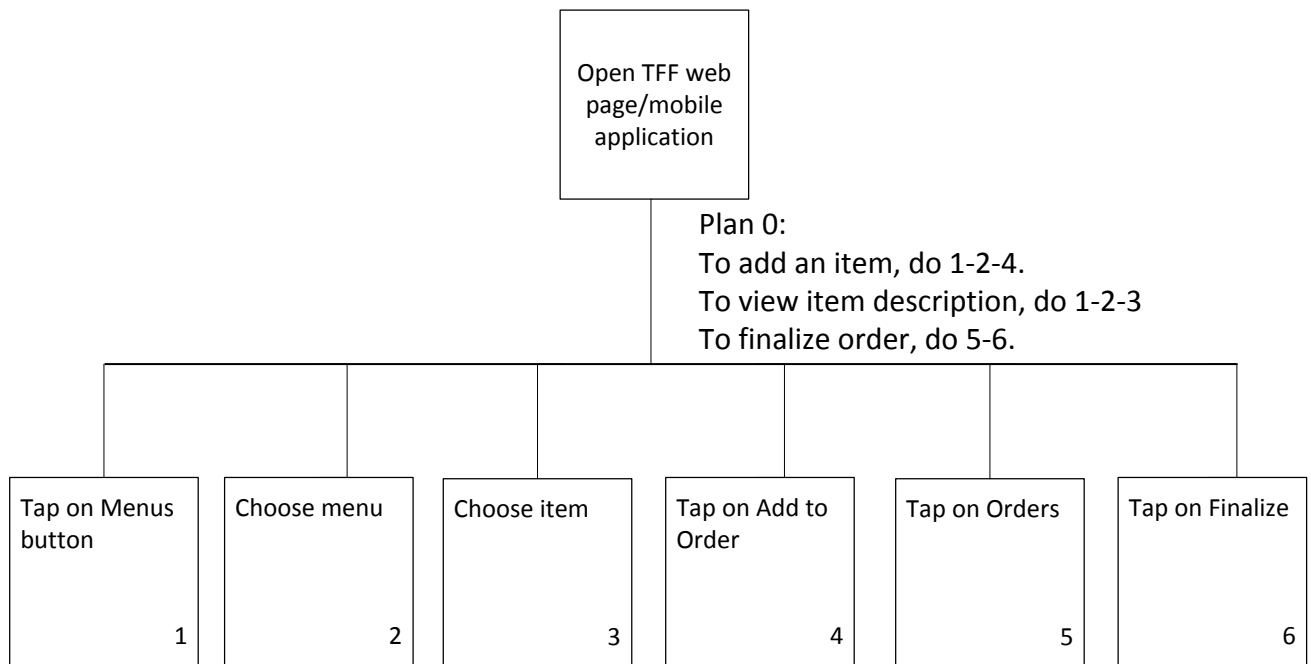 Open TFF web
page/mobile
application
Plan 0:
To add an item, do 1-2-4.
To view item description, do 1-2-3
To finalize order, do 5-6.
Tap on Menus
button
1
Choose menu
2
Choose item
3
Tap on Add to
Order
4
Tap on Orders
5
Tap on Finalize
6